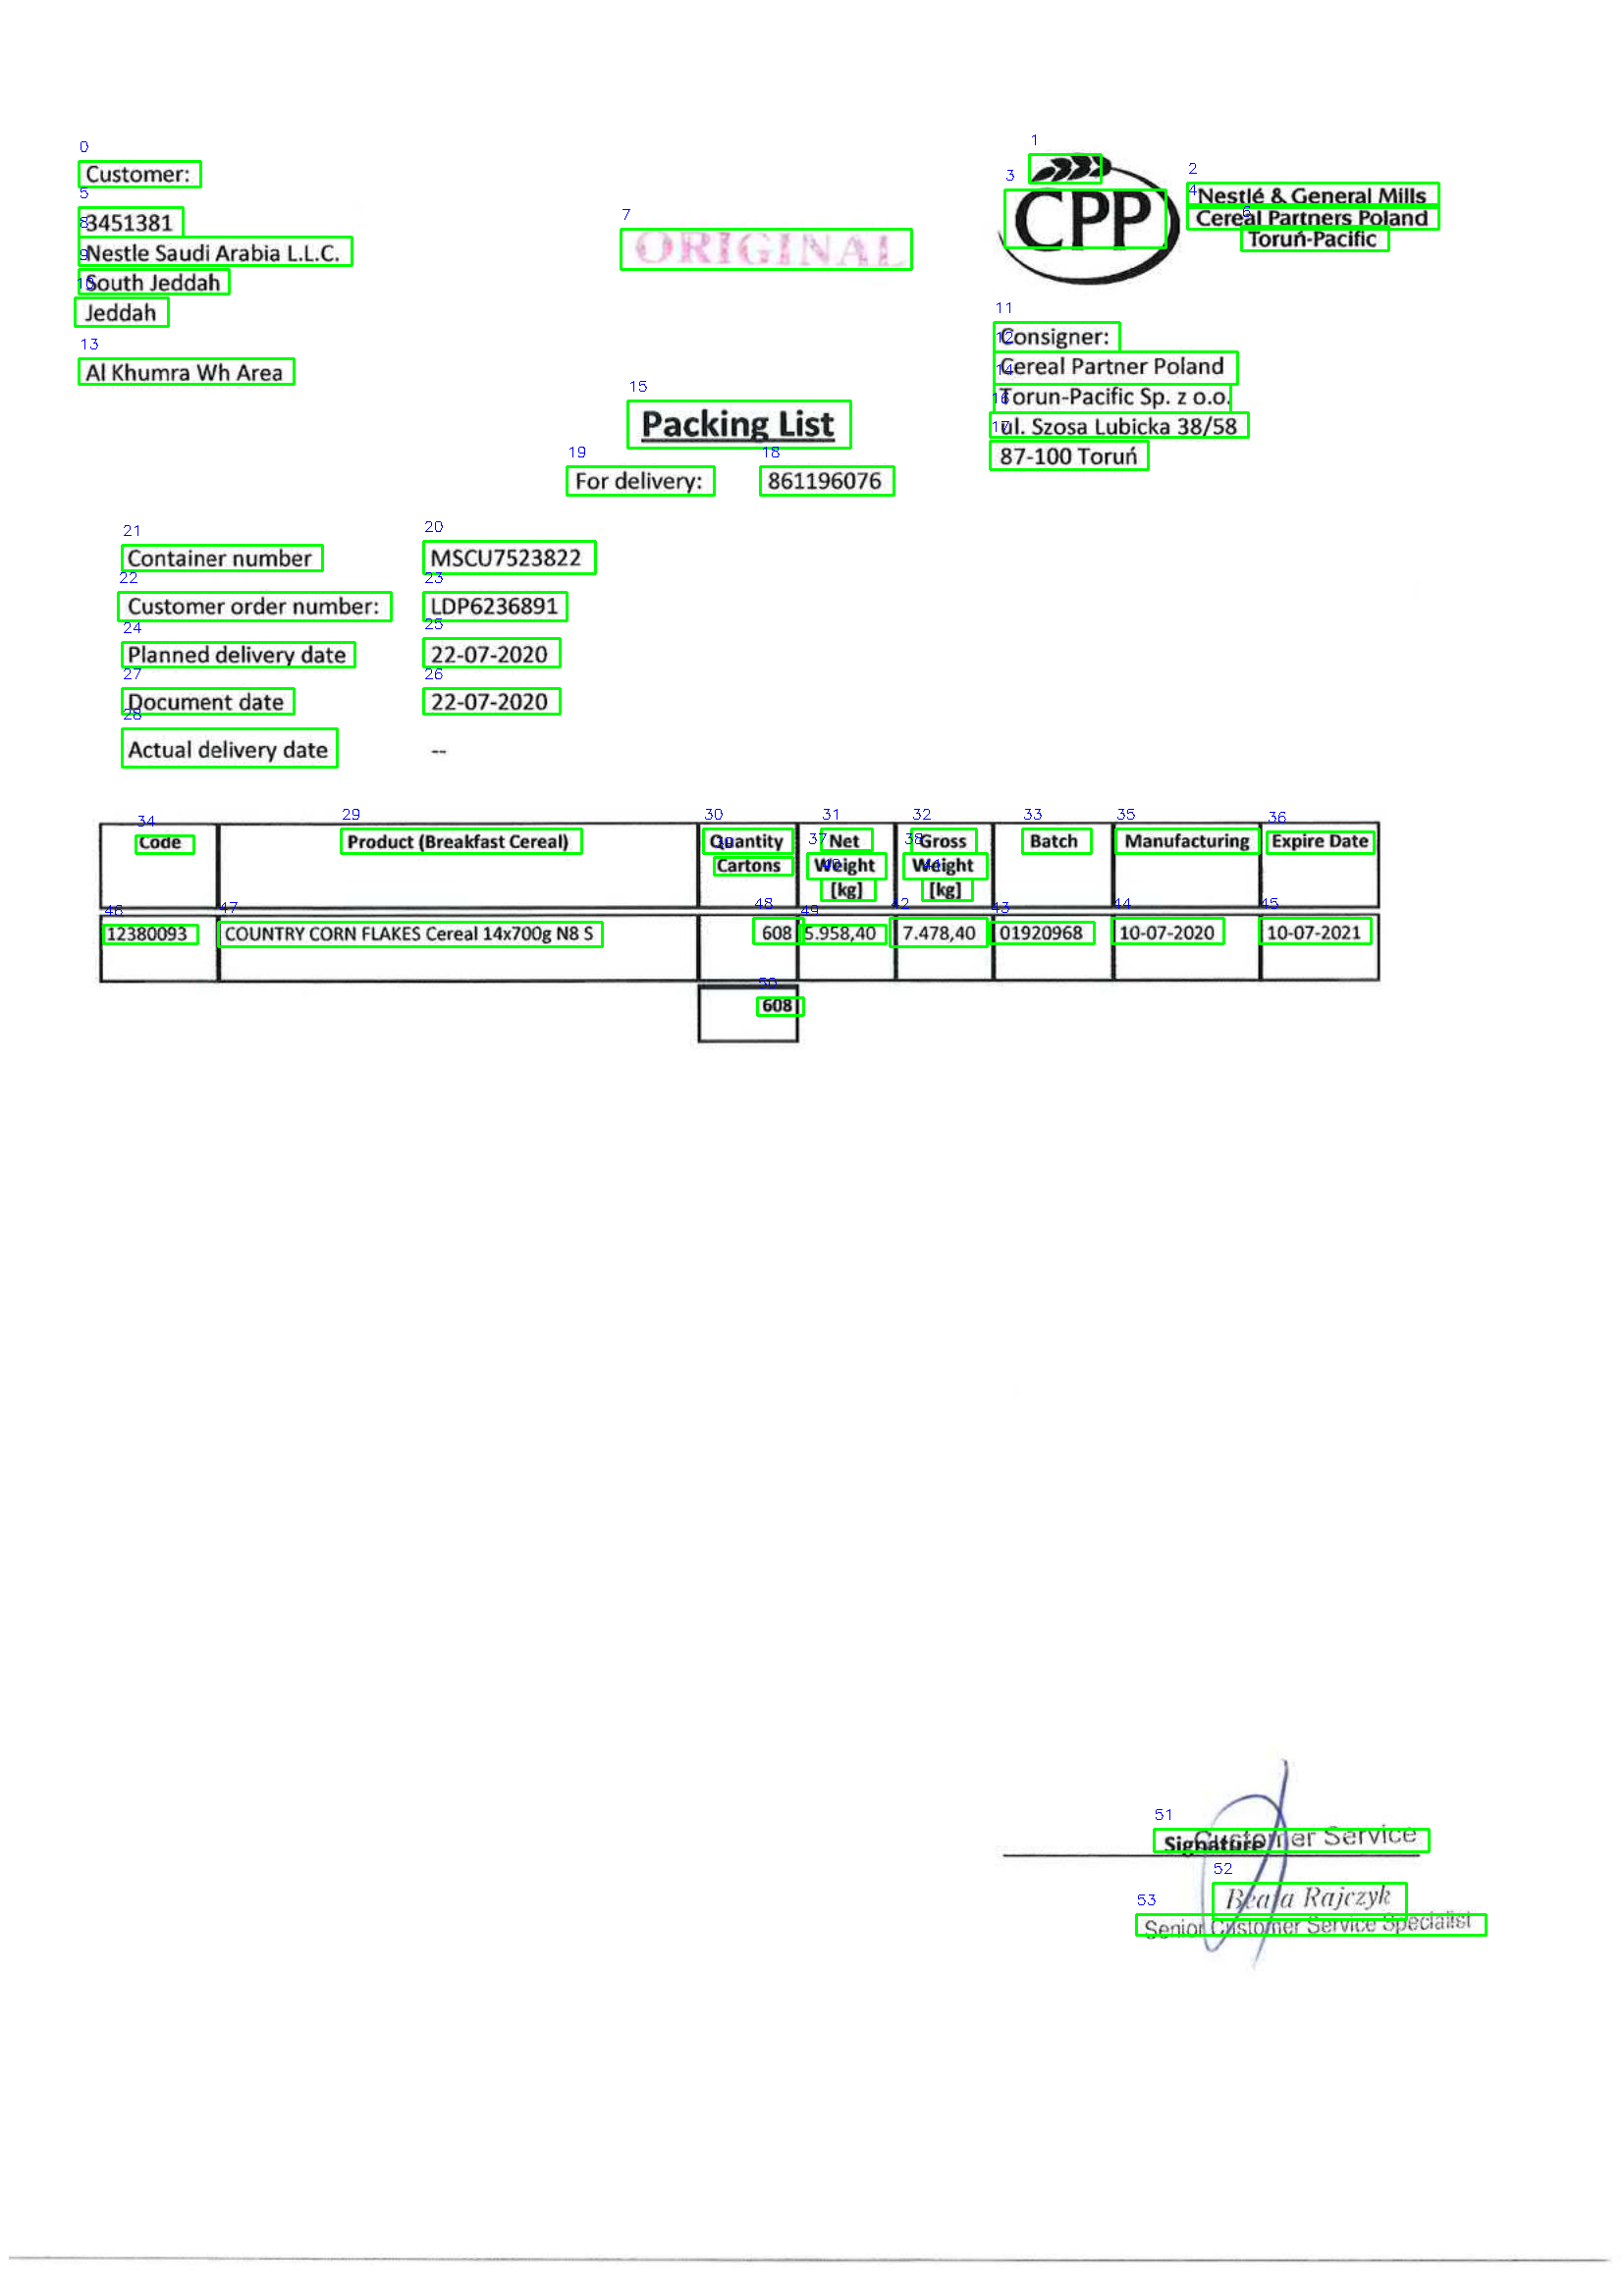 Customer:
3451381
Nestle Saudi Arabia L.L.C.
South Jeddah
Jeddah
Al Khumra Wh Area
ORIGINAL
CPP
Nestlé & General Mills
Cereal Partners Poland
Toruń-Pacific
Consigner:
Cereal Partner Poland
Torun-Pacific Sp. z o.o.
ul. Szosa Lubicka 38/58
87-100 Toruń
Packing List
For delivery: 861196076
Container number MSCU7523822
Customer order number: LDP6236891
Planned delivery date 22-07-2020
Document date 22-07-2020
Actual delivery date --
Code Product (Breakfast Cereal) Quantity Cartons Net Weight [kg] Gross Weight [kg] Batch Manufacturing Expire Date
12380093 COUNTRY CORN FLAKES Cereal 14x700g N8 S 608 5.958,40 7.478,40 01920968 10-07-2020 10-07-2021
608
Signature
Customer Service
Beata Rajczyk
Senior Customer Service Specialist